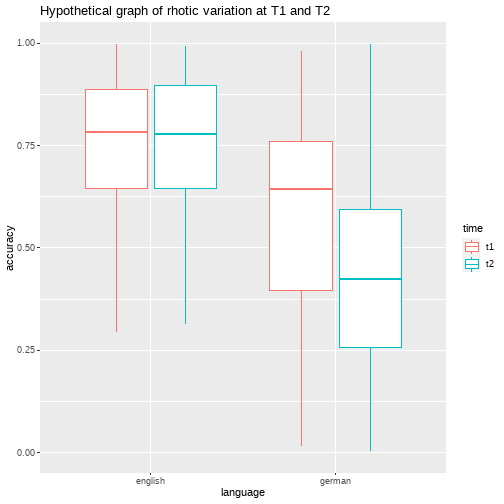 Hypothetical graph of rhotic variation at T1 and T2
1.00
0.75
0.50
0.25
0.00
accuracy
english
german
language
time
t1
t2